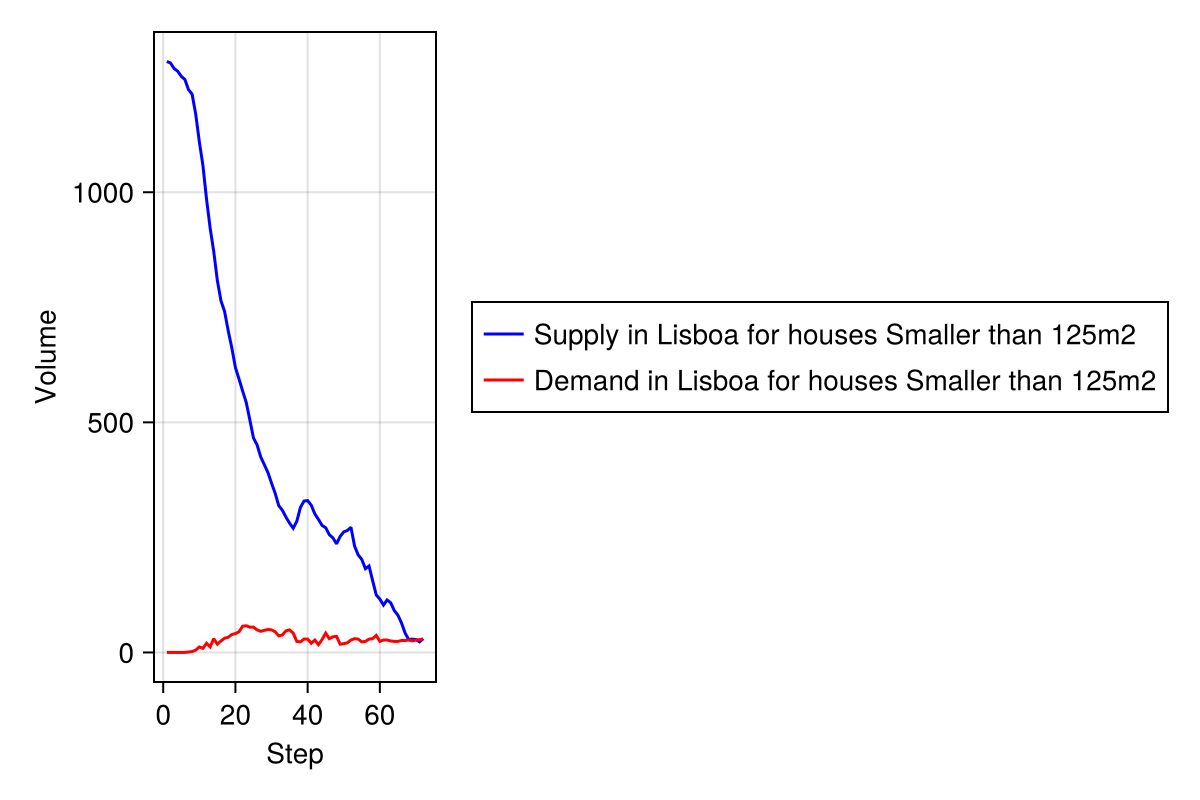 Volume
1000
500
0
0 20 40 60
Step
Supply in Lisboa for houses Smaller than 125m2
Demand in Lisboa for houses Smaller than 125m2